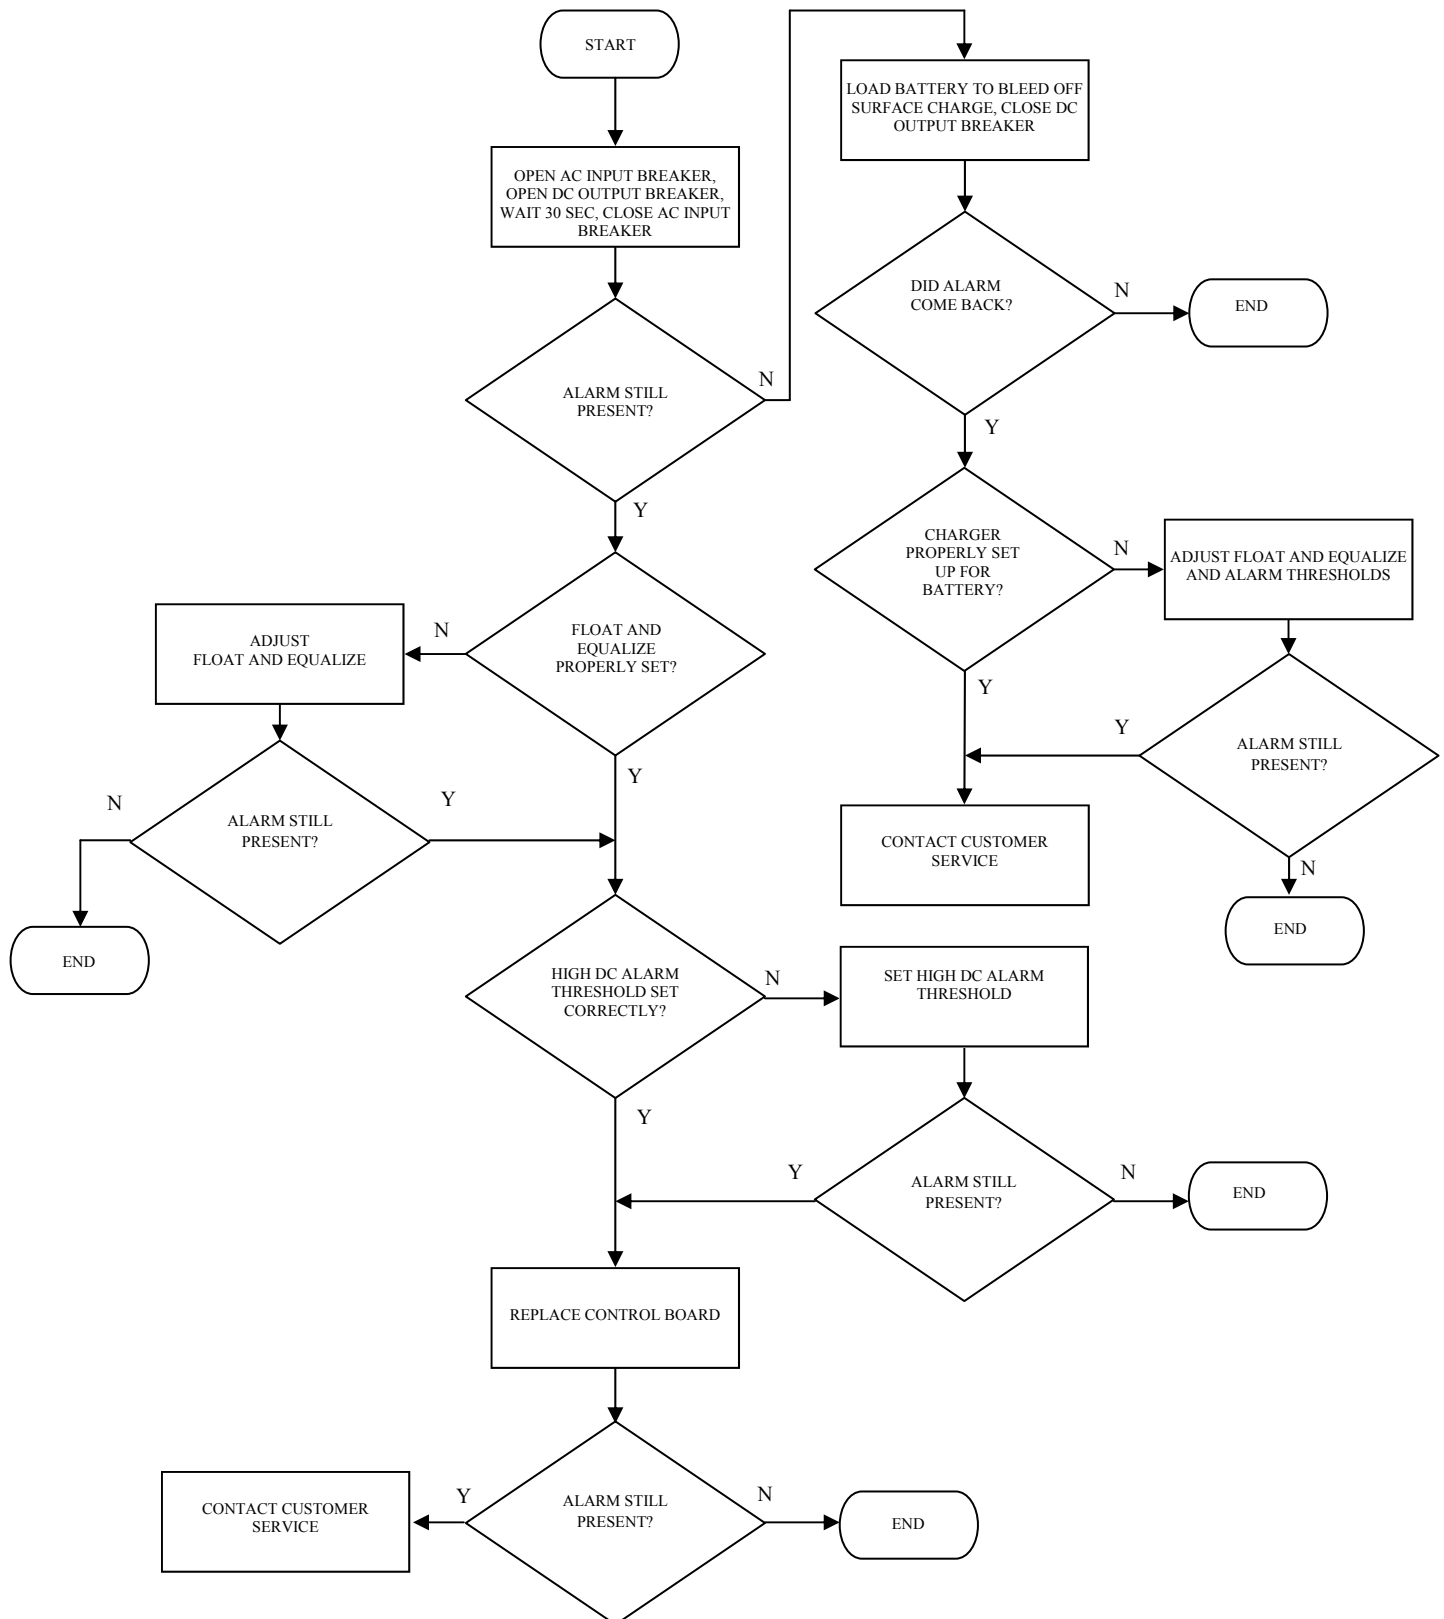 START
OPEN AC INPUT BREAKER,
OPEN DC OUTPUT BREAKER,
WAIT 30 SEC, CLOSE AC INPUT
BREAKER
ALARM STILL
PRESENT?
N
Y
LOAD BATTERY TO BLEED OFF
SURFACE CHARGE, CLOSE DC
OUTPUT BREAKER
DID ALARM
COME BACK?
N
END
Y
CHARGER
PROPERLY SET
UP FOR
BATTERY?
N
ADJUST FLOAT AND EQUALIZE
AND ALARM THRESHOLDS
Y
ALARM STILL
PRESENT?
Y
N
END
CONTACT CUSTOMER
SERVICE
FLOAT AND
EQUALIZE
PROPERLY SET?
N
ADJUST
FLOAT AND EQUALIZE
Y
ALARM STILL
PRESENT?
N
Y
END
HIGH DC ALARM
THRESHOLD SET
CORRECTLY?
N
SET HIGH DC ALARM
THRESHOLD
Y
ALARM STILL
PRESENT?
Y
N
END
REPLACE CONTROL BOARD
ALARM STILL
PRESENT?
Y
CONTACT CUSTOMER
SERVICE
N
END